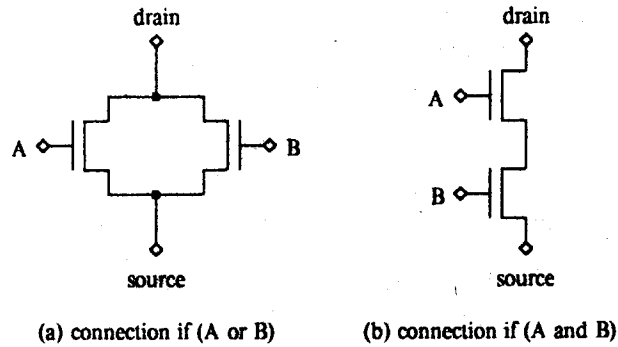 drain
drain
A
B
A
B
source
source
(a) connection if (A or B)
(b) connection if (A and B)